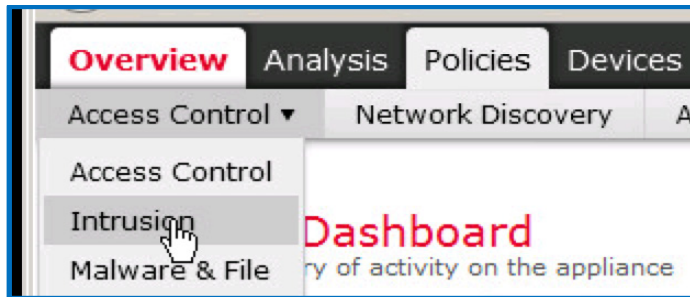 Overview Analysis Policies Devices
Access Control ▾ Network Discovery A
Access Control
Intrusion
Dashboard
Malware & File ry of activity on the appliance